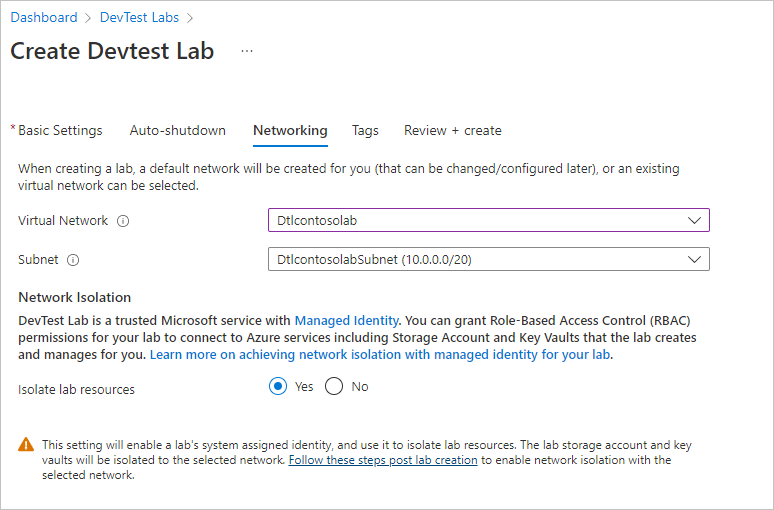 Dashboard > DevTest Labs >
Create Devtest Lab ...
* Basic Settings Auto-shutdown Networking Tags Review + create
When creating a lab, a default network will be created for you (that can be changed/configured later), or an existing
virtual network can be selected.
Virtual Network Dtlcontosolab
Subnet DtlcontosolabSubnet (10.0.0.0/20)
Network Isolation
DevTest Lab is a trusted Microsoft service with Managed Identity. You can grant Role-Based Access Control (RBAC)
permissions for your lab to connect to Azure services including Storage Account and Key Vaults that the lab creates
and manages for you. Learn more on achieving network isolation with managed identity for your lab.
Isolate lab resources Yes No
This setting will enable a lab's system assigned identity, and use it to isolate lab resources. The lab storage account and key
vaults will be isolated to the selected network. Follow these steps post lab creation to enable network isolation with the
selected network.